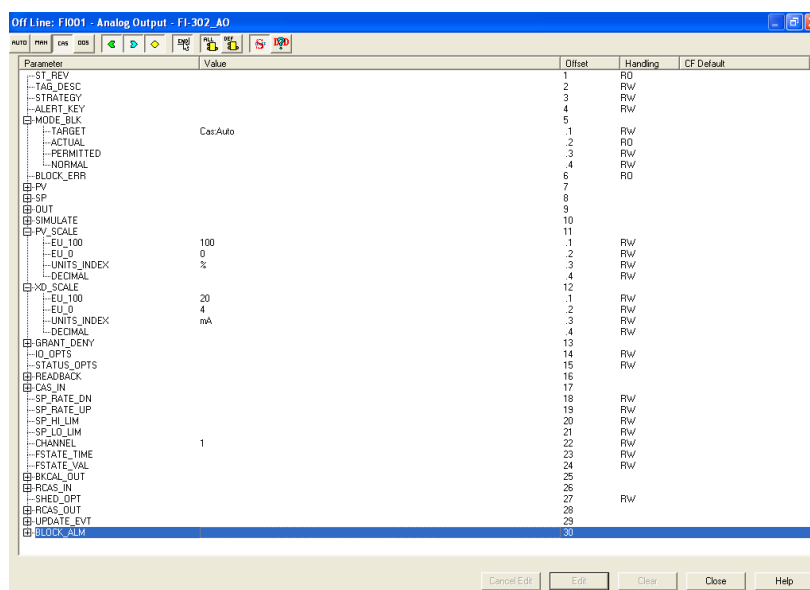 Off Line: FI001 - Analog Output - FI-302_AO
AUTO MAN CAS OOS END ALL DEF
Parameter Value Offset Handling CF Default
ST_REV 1 RO
TAG_DESC 2 RW
STRATEGY 3 RW
ALERT_KEY 4 RW
MODE_BLK 5
TARGET Cas:Auto .1 RW
ACTUAL .2 RO
PERMITTED .3 RW
NORMAL .4 RW
BLOCK_ERR 6 RO
PV 7
SP 8
OUT 9
SIMULATE 10
PV_SCALE 11
EU_100 100 .1 RW
EU_0 0 .2 RW
UNITS_INDEX % .3 RW
DECIMAL .4 RW
XD_SCALE 12
EU_100 20 .1 RW
EU_0 4 .2 RW
UNITS_INDEX mA .3 RW
DECIMAL .4 RW
GRANT_DENY 13
IO_OPTS 14 RW
STATUS_OPTS 15 RW
READBACK 16
CAS_IN 17
SP_RATE_DN 18 RW
SP_RATE_UP 19 RW
SP_HI_LIM 20 RW
SP_LO_LIM 21 RW
CHANNEL 1 22 RW
FSTATE_TIME 23 RW
FSTATE_VAL 24 RW
BKCAL_OUT 25
RCAS_IN 26
SHED_OPT 27 RW
RCAS_OUT 28
UPDATE_EVT 29
BLOCK_ALM 30
Cancel Edit Edit Clear Close Help